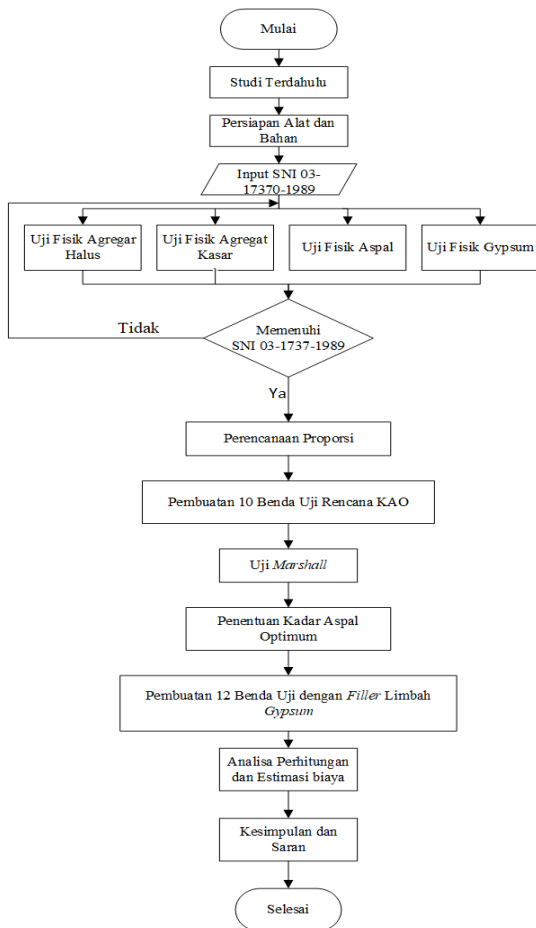 Mulai
Studi Terdahulu
Persiapan Alat dan
Bahan
Input SNI 03-
17370-1989
Uji Fisik Agregar
Halus
Uji Fisik Agregat
Kasar
Uji Fisik Aspal
Uji Fisik Gypsum
Tidak
Memenuhi
SNI 03-1737-1989
Ya
Perencanaan Proporsi
Pembuatan 10 Benda Uji Rencana KAO
Uji Marshall
Penentuan Kadar Aspal
Optimum
Pembuatan 12 Benda Uji dengan Filler Limbah
Gypsum
Analisa Perhitungan
dan Estimasi biaya
Kesimpulan dan
Saran
Selesai